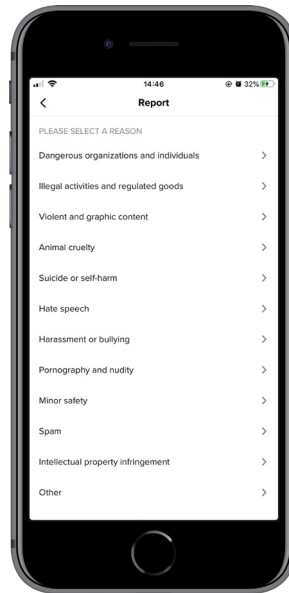 14:46
32%
Report
PLEASE SELECT A REASON
Dangerous organizations and individuals
Illegal activities and regulated goods
Violent and graphic content
Animal cruelty
Suicide or self-harm
Hate speech
Harassment or bullying
Pornography and nudity
Minor safety
Spam
Intellectual property infringement
Other